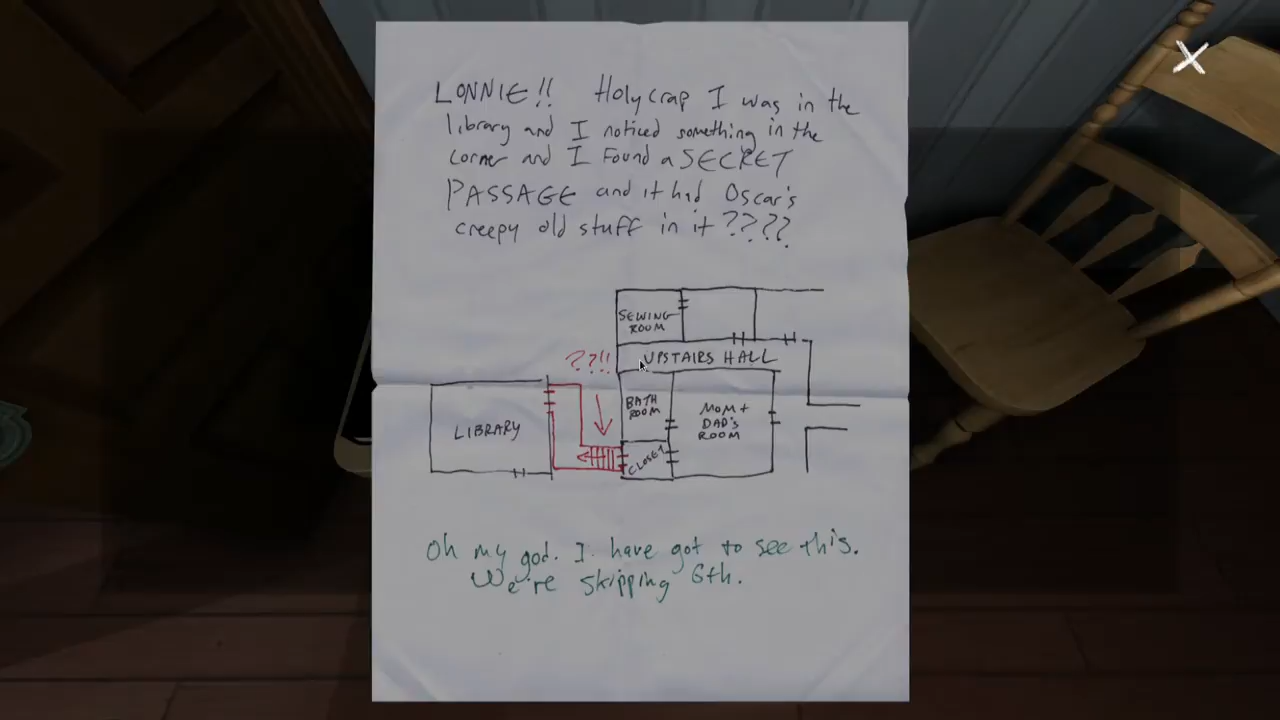 LONNIE!! Holy crap I was in the
library and I noticed something in the
corner and I found a SECRET
PASSAGE and it had Oscar's
creepy old stuff in it ????
SEWING
ROOM
??!!
UPSTAIRS HALL
LIBRARY
BATH
ROOM
MOM +
DAD'S
ROOM
CLOSET
Oh my god. I have got to see this.
We're skipping 6th.